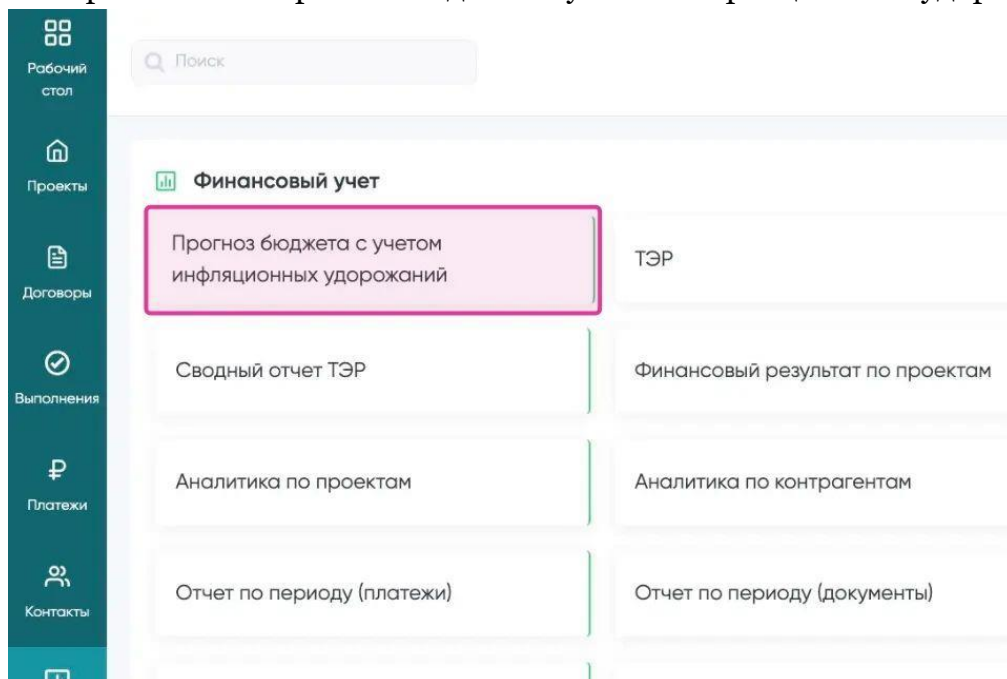 Рабочий
стол
Поиск
Проекты
Финансовый учет
Прогноз бюджета с учетом
инфляционных удорожаний
ТЭР
Договоры
Сводный отчет ТЭР
Финансовый результат по проектам
Выполнения
Аналитика по проектам
Аналитика по контрагентам
Платежи
Отчет по периоду (платежи)
Отчет по периоду (документы)
Контакты